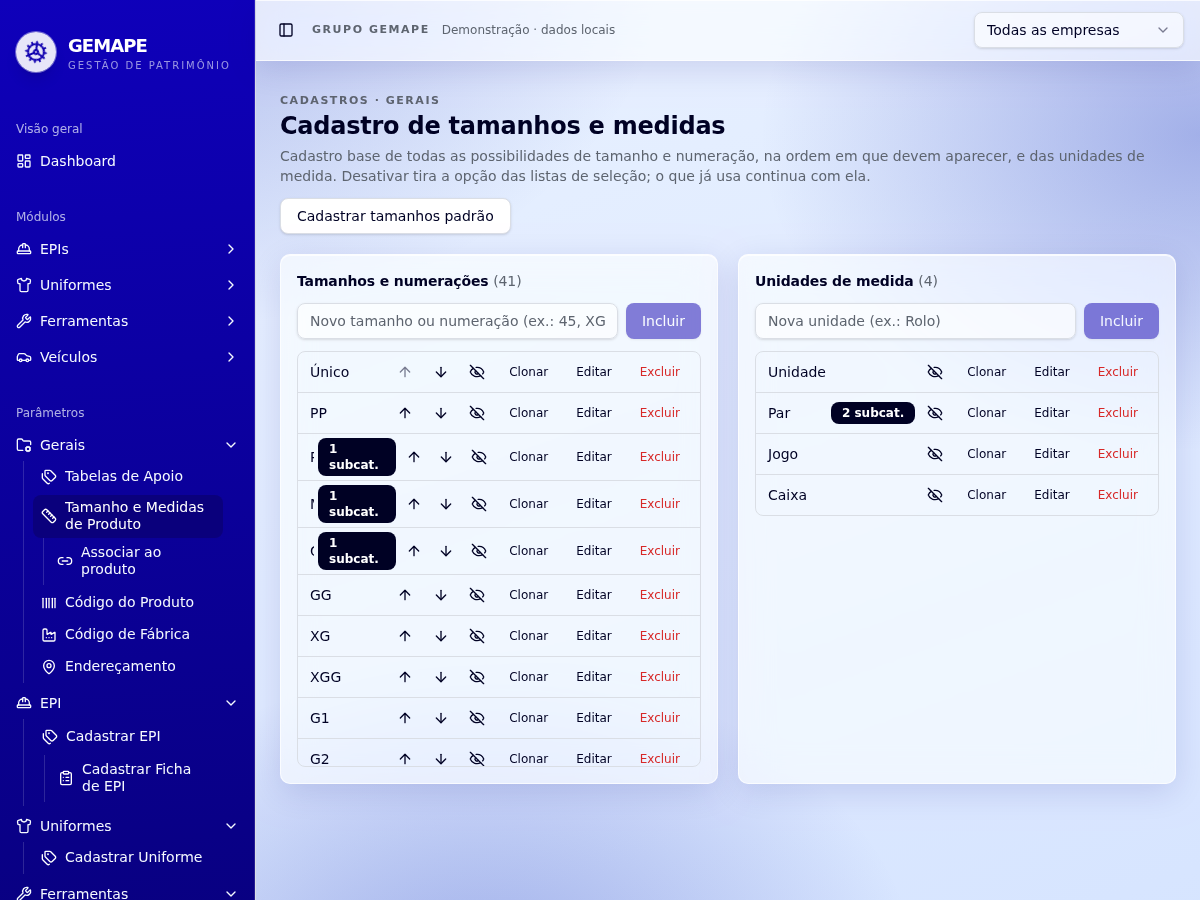 GEMAPE
GESTÃO DE PATRIMÔNIO
Visão geral
Dashboard
Módulos
EPIs
Uniformes
Ferramentas
Veículos
Parâmetros
Gerais
Tabelas de Apoio
Tamanho e Medidas
de Produto
Associar ao
produto
Código do Produto
Código de Fábrica
Endereçamento
EPI
Cadastrar EPI
Cadastrar Ficha
de EPI
Uniformes
Cadastrar Uniforme
Ferramentas
GRUPO GEMAPE Demonstração · dados locais
Todas as empresas
CADASTROS · GERAIS
Cadastro de tamanhos e medidas
Cadastro base de todas as possibilidades de tamanho e numeração, na ordem em que devem aparecer, e das unidades de
medida. Desativar tira a opção das listas de seleção; o que já usa continua com ela.
Cadastrar tamanhos padrão
Tamanhos e numerações (41)
Novo tamanho ou numeração (ex.: 45, XG Incluir
Único Clonar Editar Excluir
PP Clonar Editar Excluir
1
subcat. Clonar Editar Excluir
1
subcat. Clonar Editar Excluir
1
subcat. Clonar Editar Excluir
GG Clonar Editar Excluir
XG Clonar Editar Excluir
XGG Clonar Editar Excluir
G1 Clonar Editar Excluir
G2 Clonar Editar Excluir
Unidades de medida (4)
Nova unidade (ex.: Rolo) Incluir
Unidade Clonar Editar Excluir
Par 2 subcat. Clonar Editar Excluir
Jogo Clonar Editar Excluir
Caixa Clonar Editar Excluir